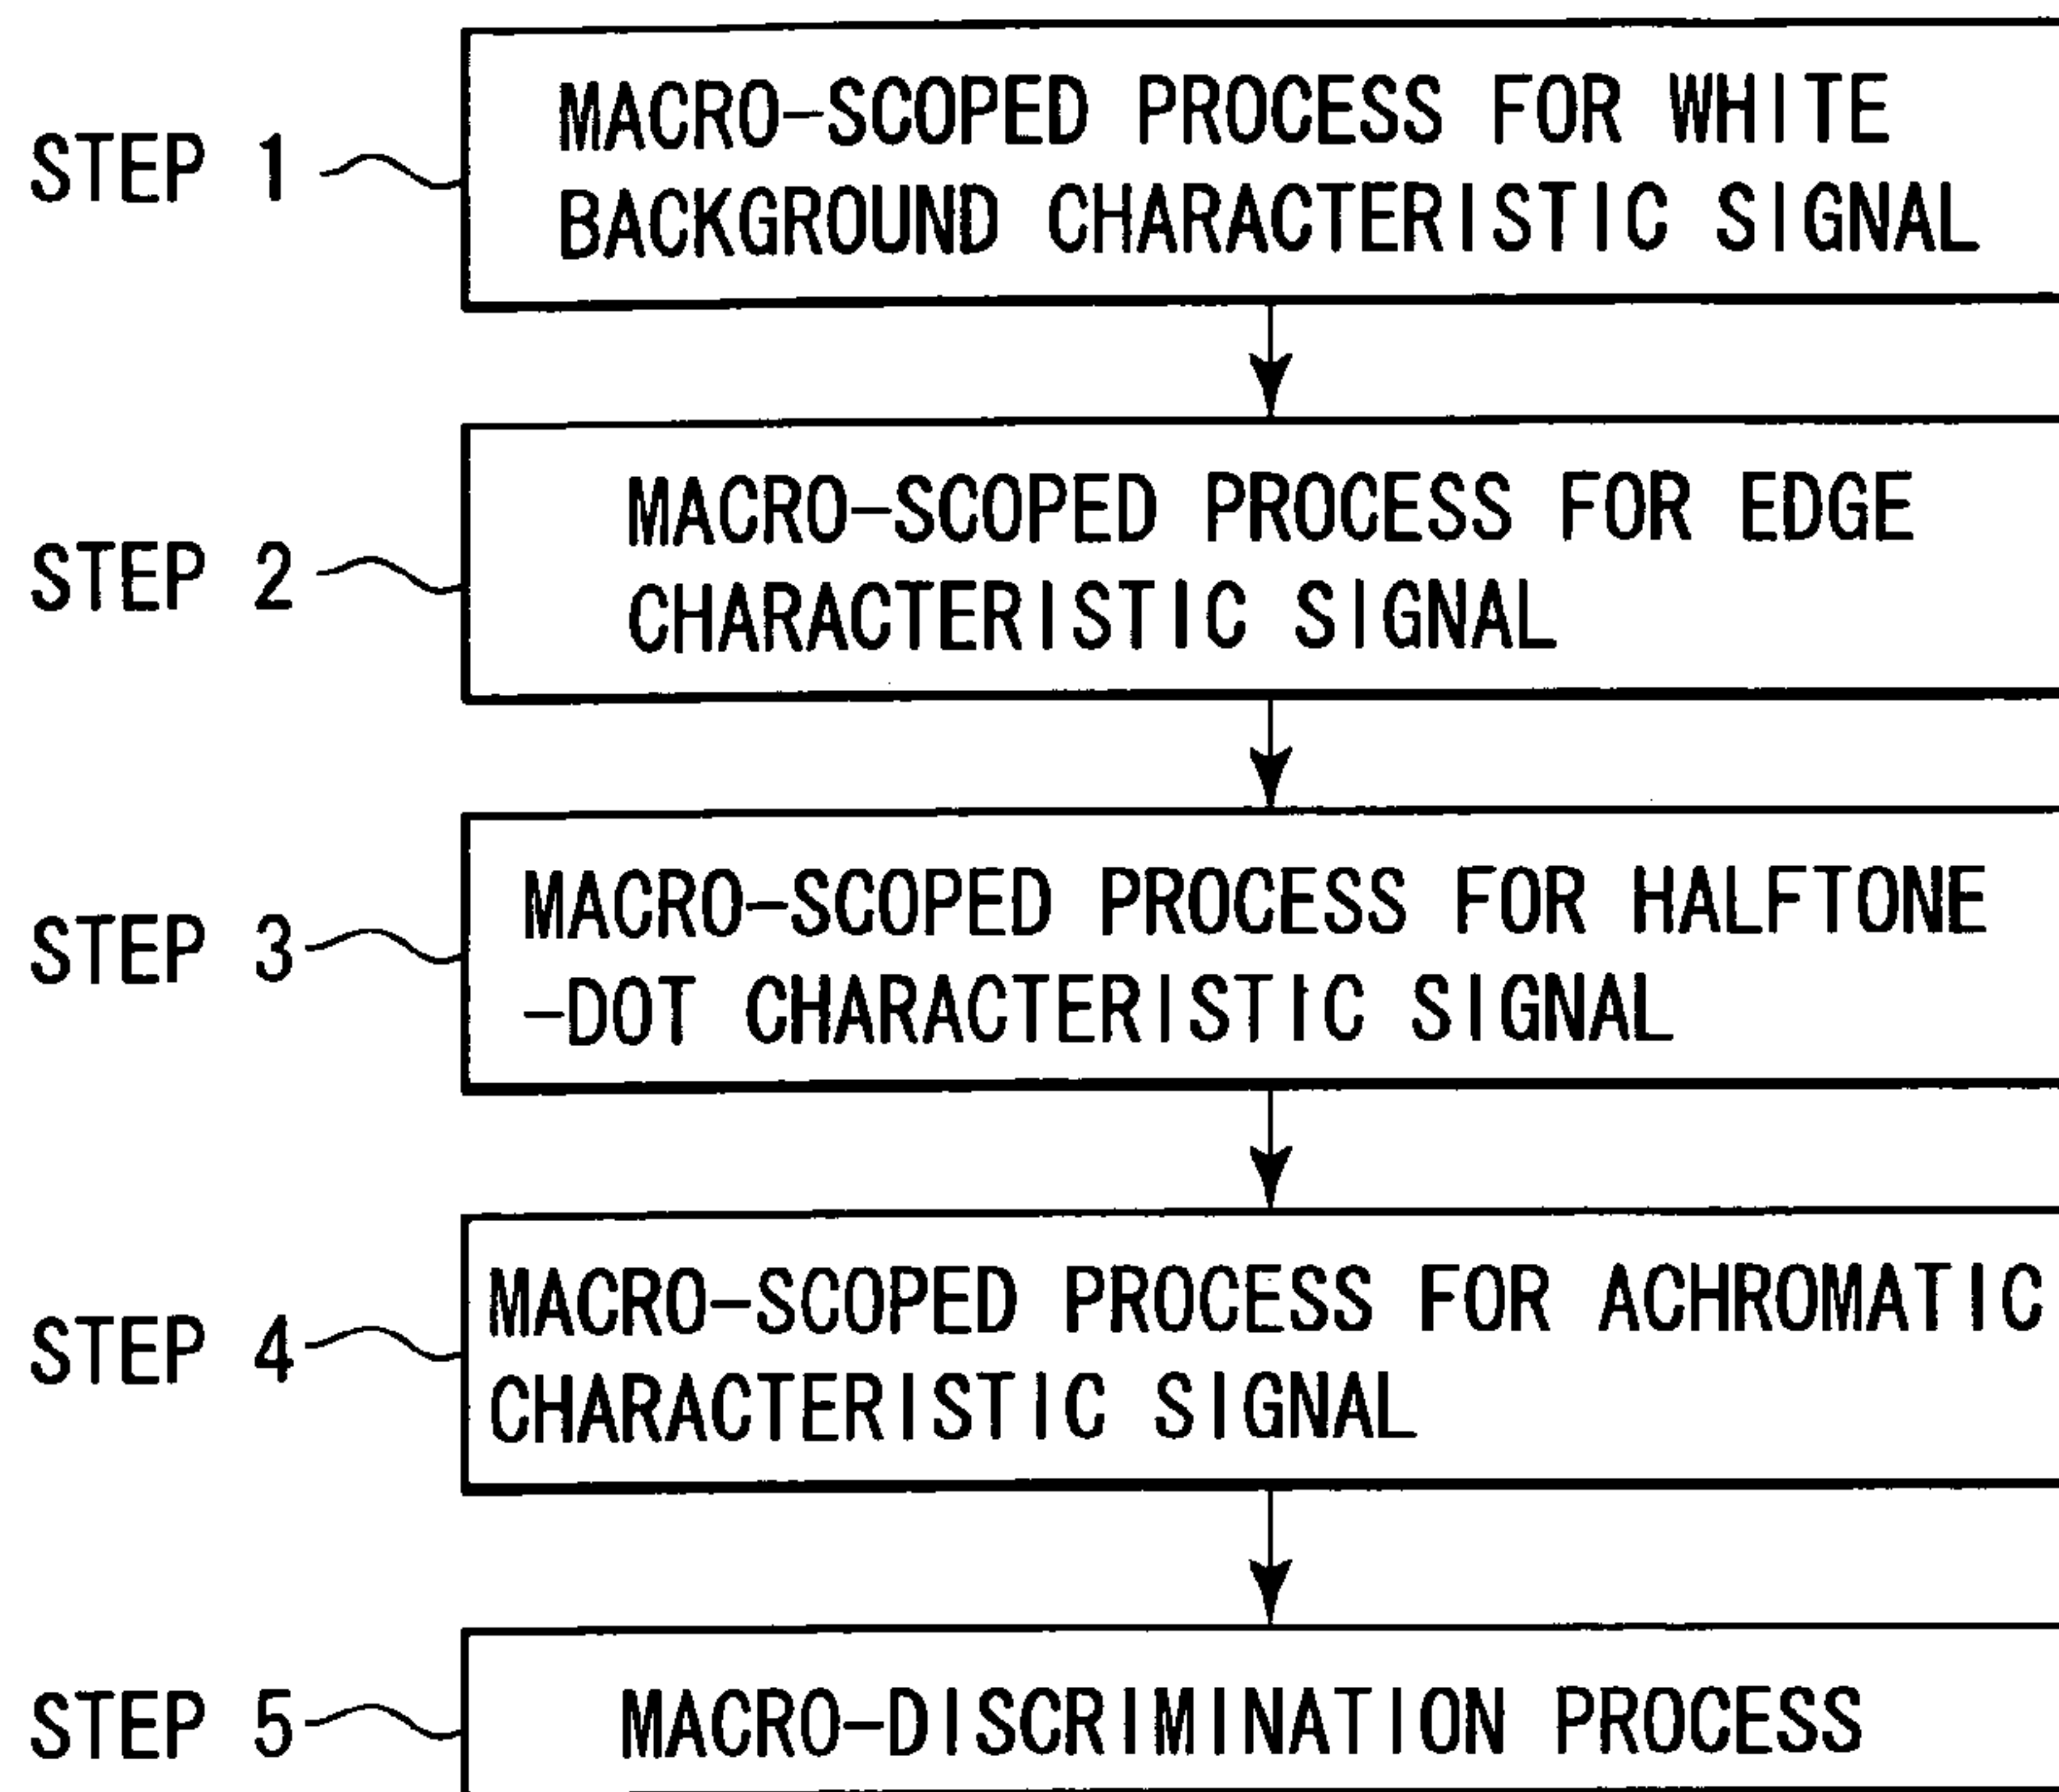 STEP 1
MACRO-SCOPED PROCESS FOR WHITE
BACKGROUND CHARACTERISTIC SIGNAL
STEP 2
MACRO-SCOPED PROCESS FOR EDGE
CHARACTERISTIC SIGNAL
STEP 3
MACRO-SCOPED PROCESS FOR HALFTONE
-DOT CHARACTERISTIC SIGNAL
STEP 4
MACRO-SCOPED PROCESS FOR ACHROMATIC
CHARACTERISTIC SIGNAL
STEP 5
MACRO-DISCRIMINATION PROCESS